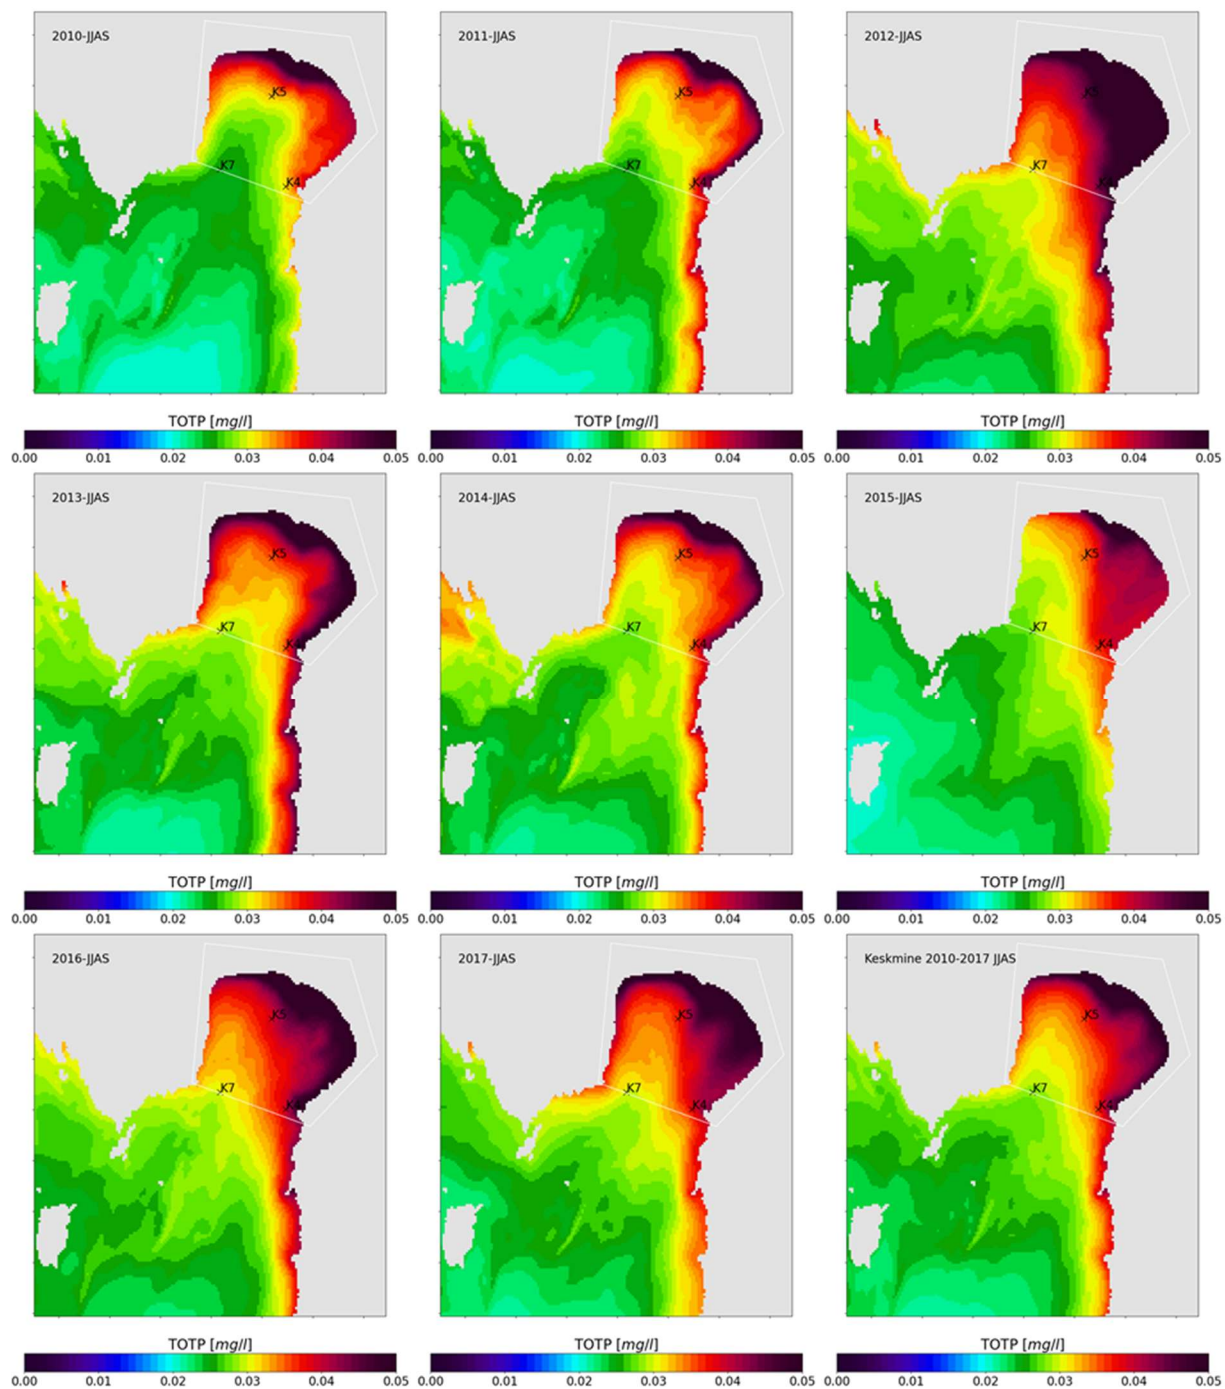 2010-JJAS
K5
K7
K4
TOTP [mg/l]
0.00 0.01 0.02 0.03 0.04 0.05
2011-JJAS
K5
K7
K4
TOTP [mg/l]
0.00 0.01 0.02 0.03 0.04 0.05
2012-JJAS
K5
K7
K4
TOTP [mg/l]
0.00 0.01 0.02 0.03 0.04 0.05
2013-JJAS
K5
K7
K4
TOTP [mg/l]
0.00 0.01 0.02 0.03 0.04 0.05
2014-JJAS
K5
K7
K4
TOTP [mg/l]
0.00 0.01 0.02 0.03 0.04 0.05
2015-JJAS
K5
K7
K4
TOTP [mg/l]
0.00 0.01 0.02 0.03 0.04 0.05
2016-JJAS
K5
K7
K4
TOTP [mg/l]
0.00 0.01 0.02 0.03 0.04 0.05
2017-JJAS
K5
K7
K4
TOTP [mg/l]
0.00 0.01 0.02 0.03 0.04 0.05
Keskmine 2010-2017 JJAS
K5
K7
K4
TOTP [mg/l]
0.00 0.01 0.02 0.03 0.04 0.05